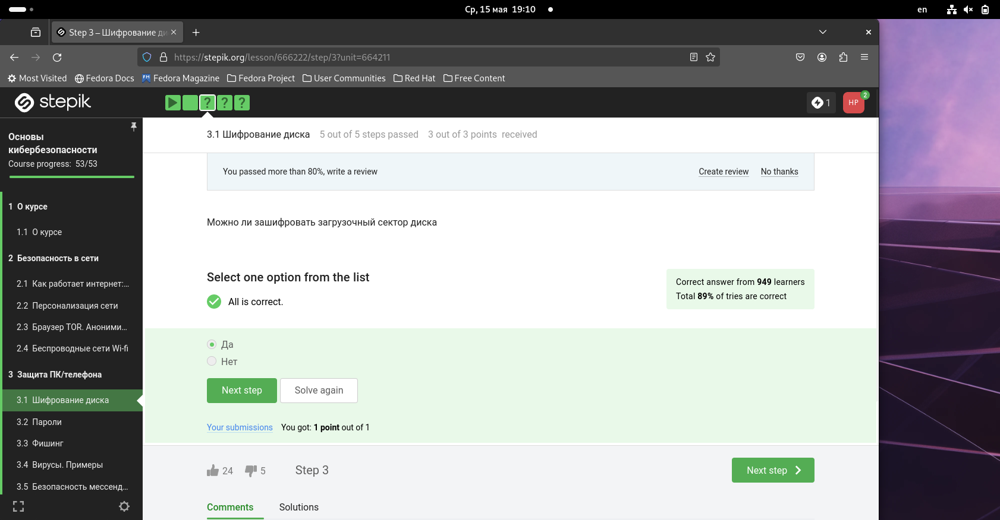 Ср, 15 мая 19:10
en
Step 3 – Шифрование ди
https://stepik.org/lesson/666222/step/3?unit=664211
Most Visited
Fedora Docs
Fedora Magazine
Fedora Project
User Communities
Red Hat
Free Content
stepik
? ? ?
1
HP
2
Основы
кибербезопасности
Course progress: 53/53
1 О курсе
1.1 О курсе
2 Безопасность в сети
2.1 Как работает интернет:...
2.2 Персонализация сети
2.3 Браузер TOR. Аноними...
2.4 Беспроводные сети Wi-fi
3 Защита ПК/телефона
3.1 Шифрование диска
3.2 Пароли
3.3 Фишинг
3.4 Вирусы. Примеры
3.5 Безопасность мессенд...
3.1 Шифрование диска 5 out of 5 steps passed 3 out of 3 points received
You passed more than 80%, write a review
Create review
No thanks
Можно ли зашифровать загрузочный сектор диска
Select one option from the list
All is correct.
Correct answer from 949 learners
Total 89% of tries are correct
Да
Нет
Next step
Solve again
Your submissions You got: 1 point out of 1
24
5
Step 3
Next step
Comments
Solutions